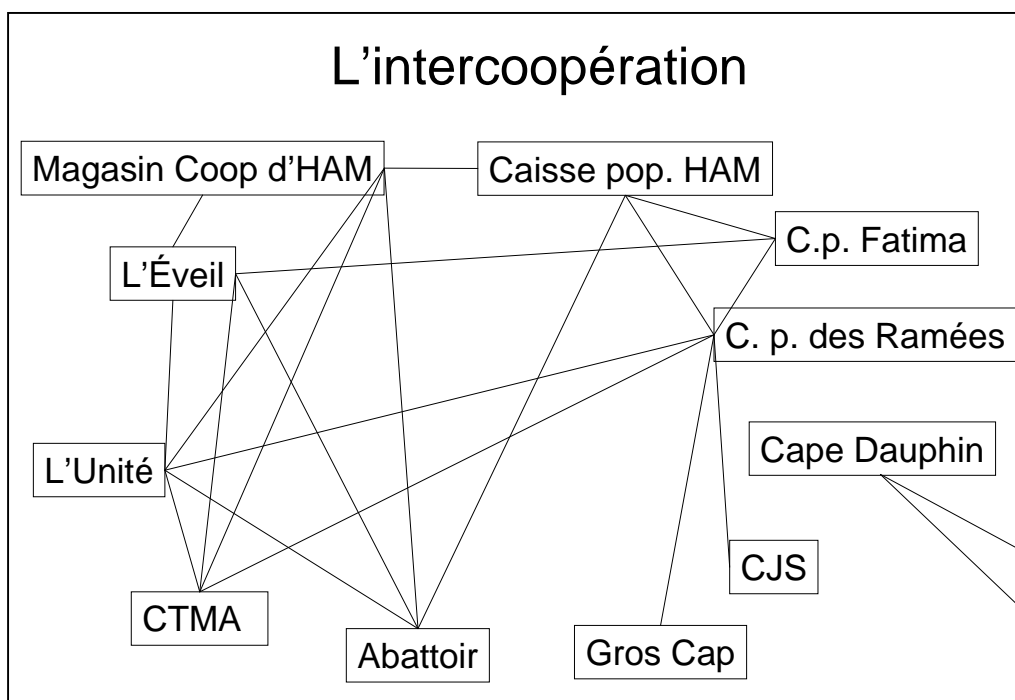 L'intercoopération
Magasin Coop d'HAM
Caisse pop. HAM
C.p. Fatima
L'Éveil
C. p. des Ramées
L'Unité
Cape Dauphin
CJS
CTMA
Abattoir
Gros Cap